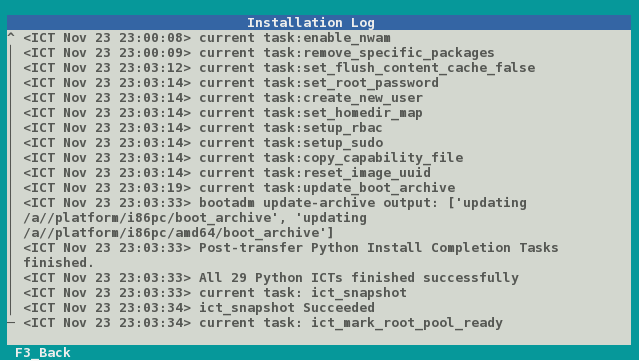 Installation Log
<ICT Nov 23 23:00:08> current task:enable_nwam
<ICT Nov 23 23:00:09> current task:remove_specific_packages
<ICT Nov 23 23:03:12> current task:set_flush_content_cache_false
<ICT Nov 23 23:03:14> current task:set_root_password
<ICT Nov 23 23:03:14> current task:create_new_user
<ICT Nov 23 23:03:14> current task:set_homedir_map
<ICT Nov 23 23:03:14> current task:setup_rbac
<ICT Nov 23 23:03:14> current task:setup_sudo
<ICT Nov 23 23:03:14> current task:copy_capability_file
<ICT Nov 23 23:03:14> current task:reset_image_uuid
<ICT Nov 23 23:03:19> current task:update_boot_archive
<ICT Nov 23 23:03:33> bootadm update-archive output: ['updating
/a//platform/i86pc/boot_archive', 'updating
/a//platform/i86pc/amd64/boot_archive']
<ICT Nov 23 23:03:33> Post-transfer Python Install Completion Tasks
finished.
<ICT Nov 23 23:03:33> All 29 Python ICTs finished successfully
<ICT Nov 23 23:03:33> current task: ict_snapshot
<ICT Nov 23 23:03:34> ict_snapshot Succeeded
<ICT Nov 23 23:03:34> current task: ict_mark_root_pool_ready
F3_Back